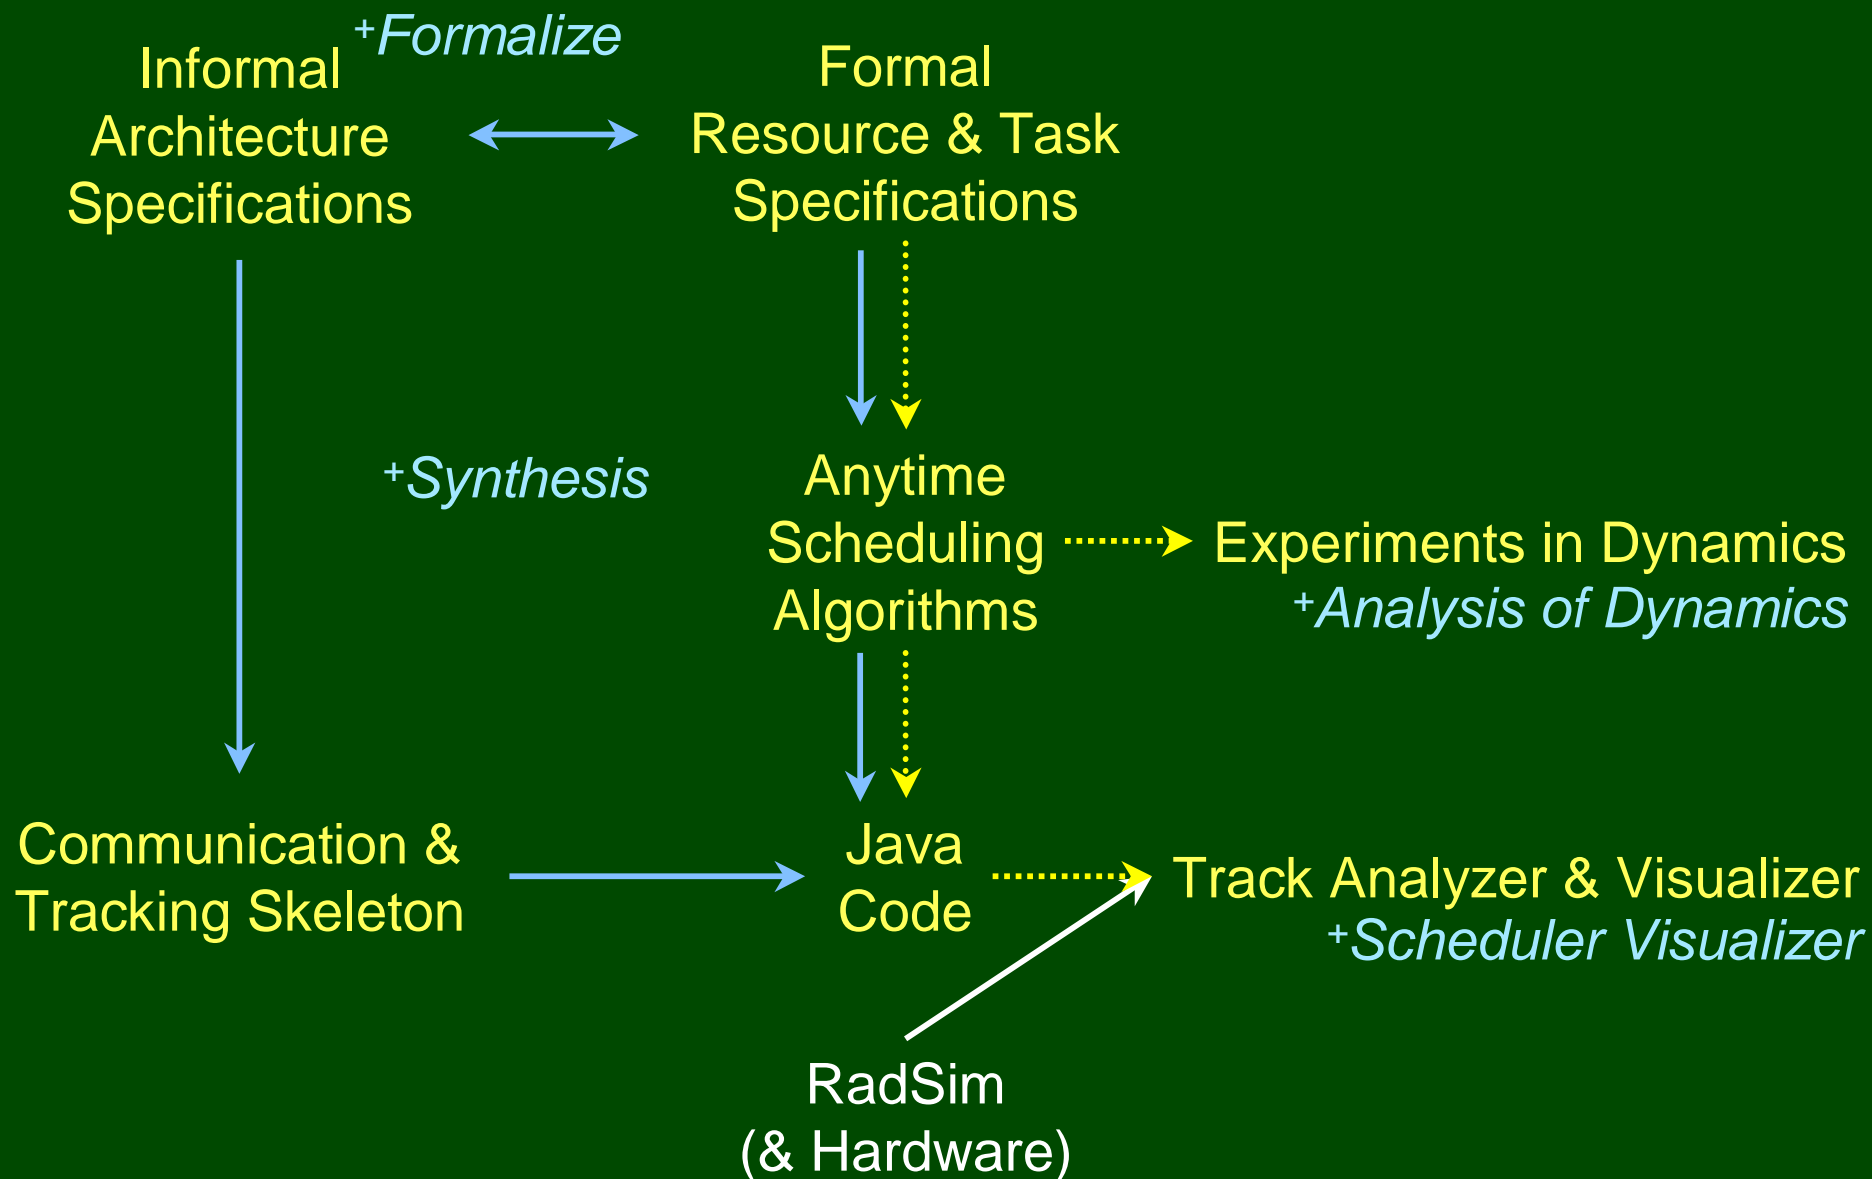 +Formalize
Informal
Architecture
Specifications
Formal
Resource & Task
Specifications
+Synthesis
Anytime
Scheduling
Algorithms
Experiments in Dynamics
+Analysis of Dynamics
Communication &
Tracking Skeleton
Java
Code
Track Analyzer & Visualizer
+Scheduler Visualizer
RadSim
(& Hardware)